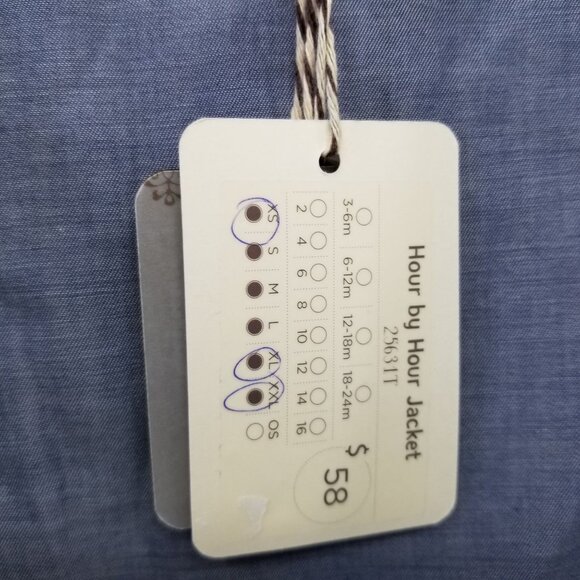 Hour by Hour Jacket
25631T
3-6m 6-12m 12-18m 18-24m
$ 58
2 4 6 8 10 12 14 16
XS S M L XL XXL OS